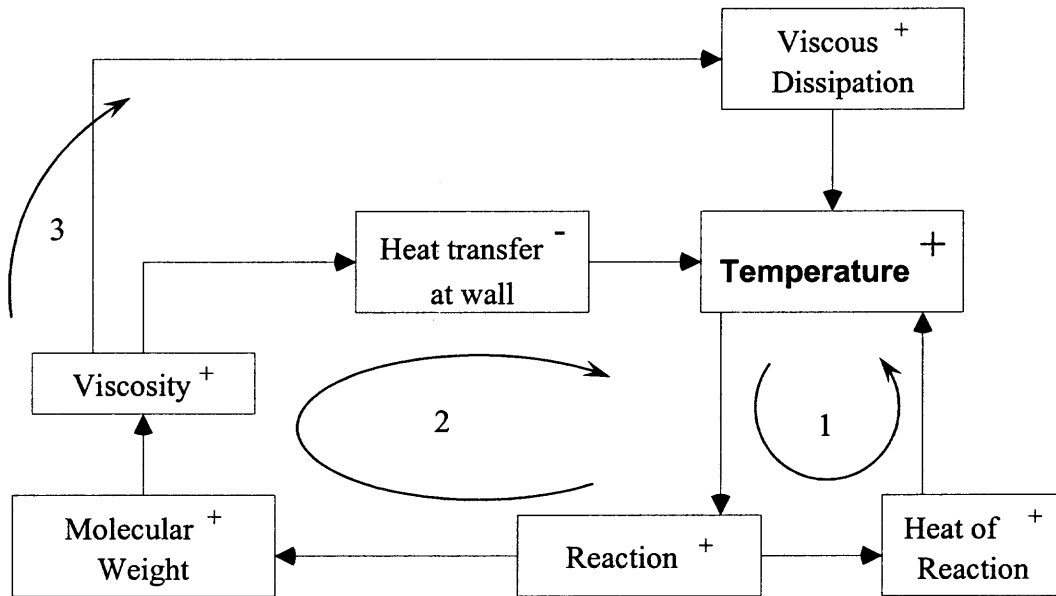 Viscous +
Dissipation
3
Heat transfer -
at wall
Temperature +
Viscosity +
2
1
Molecular +
Weight
Reaction +
Heat of +
Reaction